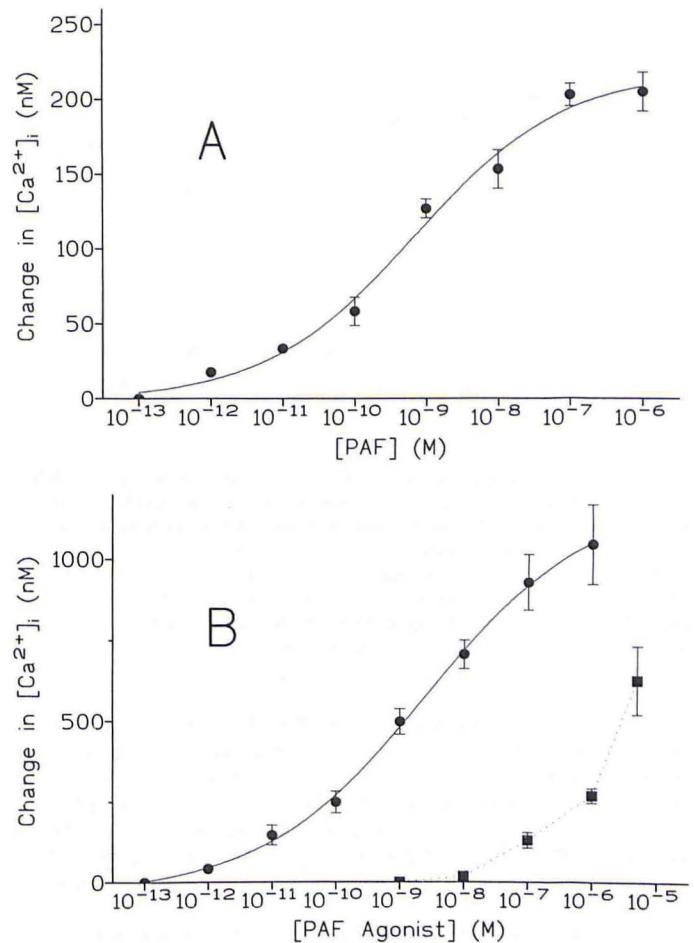 250
200
150
100
50
0
Change in [Ca²⁺]ᵢ (nM)
A
10⁻¹³ 10⁻¹² 10⁻¹¹ 10⁻¹⁰ 10⁻⁹ 10⁻⁸ 10⁻⁷ 10⁻⁶
[PAF] (M)
1000
500
0
Change in [Ca²⁺]ᵢ (nM)
B
10⁻¹³ 10⁻¹² 10⁻¹¹ 10⁻¹⁰ 10⁻⁹ 10⁻⁸ 10⁻⁷ 10⁻⁶ 10⁻⁵
[PAF Agonist] (M)